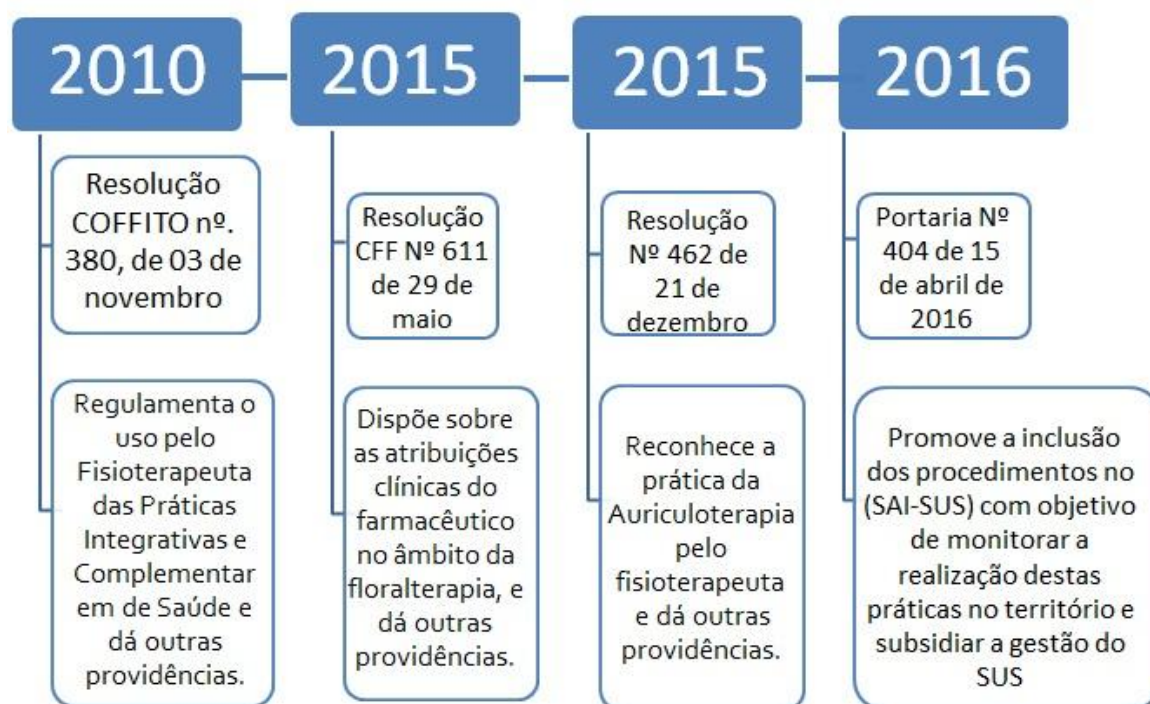 2010
Resolução
COFFITO nº.
380, de 03 de
novembro
Regulamenta o
uso pelo
Fisioterapeuta
das Práticas
Integrativas e
Complementar
em de Saúde e
dá outras
providências.
2015
Resolução
CFF Nº 611
de 29 de
maio
Dispõe sobre
as atribuições
clínicas do
farmacêutico
no âmbito da
floralterapia, e
dá outras
providências.
2015
Resolução
Nº 462 de
21 de
dezembro
Reconhece a
prática da
Auriculoterapia
pelo
fisioterapeuta
e dá outras
providências.
2016
Portaria Nº
404 de 15
de abril de
2016
Promove a inclusão
dos procedimentos no
(SAI-SUS) com objetivo
de monitorar a
realização destas
práticas no território e
subsidiar a gestão do
SUS